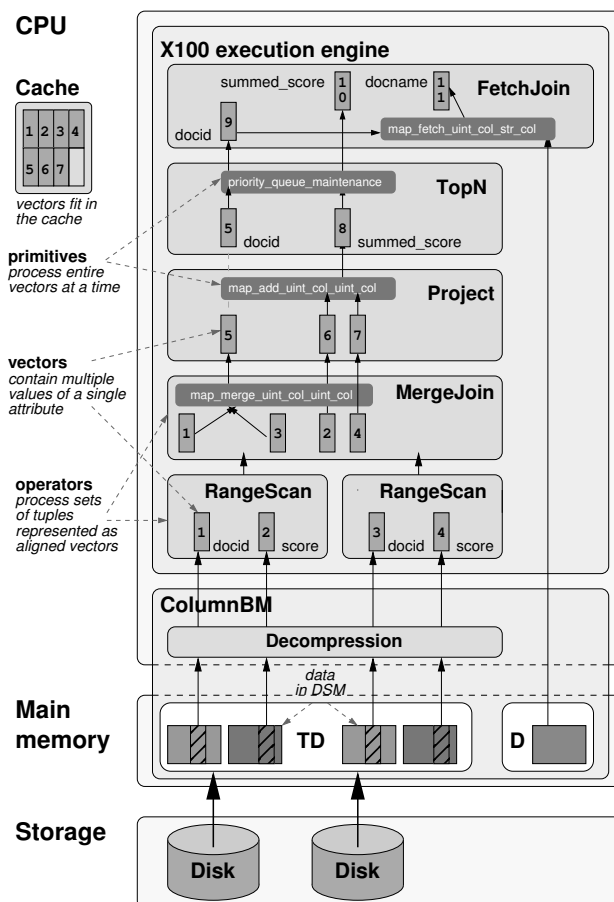 CPU
X100 execution engine
Cache
1 2 3 4
5 6 7
vectors fit in
the cache
summed_score
10
docname
11
FetchJoin
docid
9
map_fetch_uint_col_str_col
priority_queue_maintenance
TopN
5
docid
8
summed_score
primitives
process entire
vectors at a time
map_add_uint_col_uint_col
Project
5
6
7
vectors
contain multiple
values of a single
attribute
map_merge_uint_col_uint_col
MergeJoin
1
3
2
4
operators
process sets
of tuples
represented as
aligned vectors
RangeScan
RangeScan
1
docid
2
score
3
docid
4
score
ColumnBM
Decompression
data
in DSM
Main
memory
TD
D
Storage
Disk
Disk